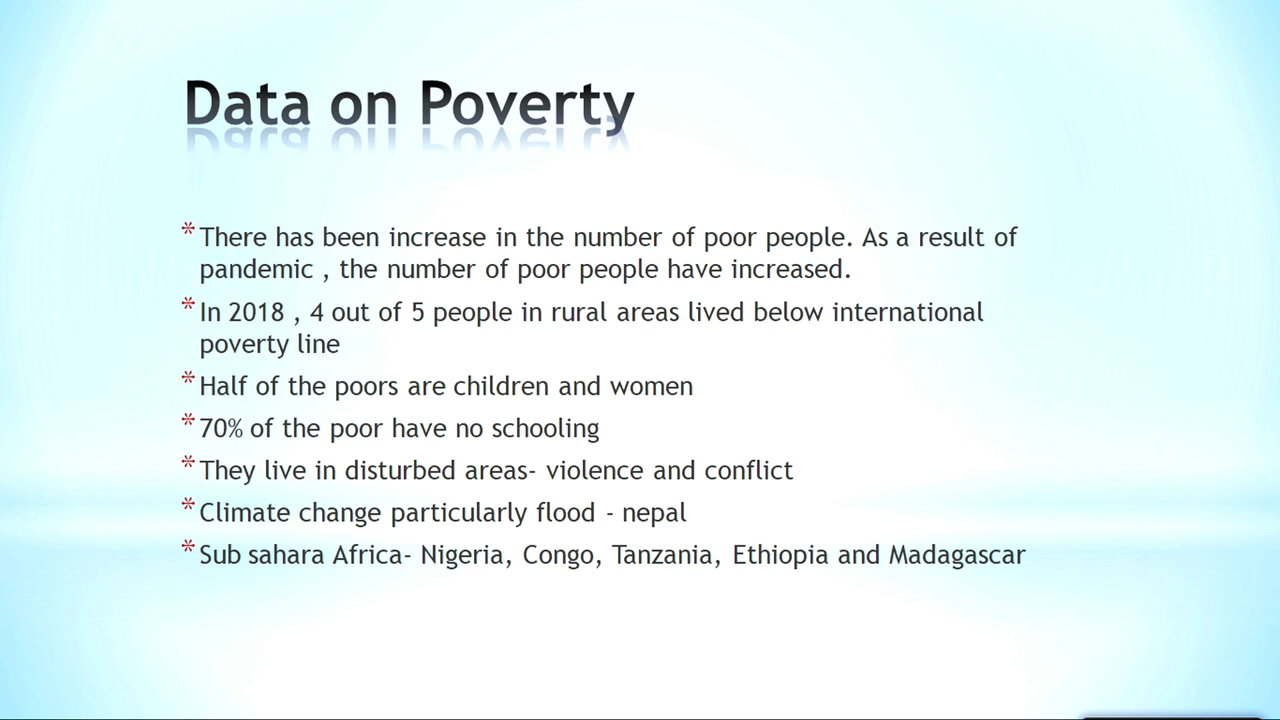 Data on Poverty
* There has been increase in the number of poor people. As a result of
pandemic , the number of poor people have increased.
* In 2018 , 4 out of 5 people in rural areas lived below international
poverty line
* Half of the poors are children and women
* 70% of the poor have no schooling
* They live in disturbed areas- violence and conflict
* Climate change particularly flood - nepal
* Sub sahara Africa- Nigeria, Congo, Tanzania, Ethiopia and Madagascar